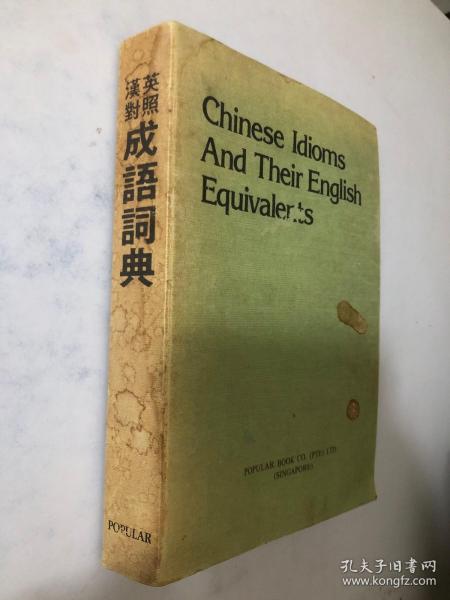 漢英
對照
成語詞典
POPULAR
Chinese Idioms
And Their English
Equivalents
POPULAR BOOK CO. (PTE) LTD
(SINGAPORE)
孔夫子旧书网
www.kongfz.com